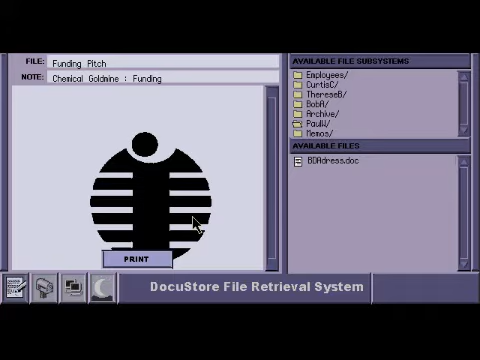 FILE: Funding Pitch
NOTE: Chemical Goldmine : Funding
PRINT
AVAILABLE FILE SUBSYSTEMS
Employees/
CurtisC/
ThereseB/
BobA/
Archive/
PaulW/
Memos/
AVAILABLE FILES
BDAdress.doc
DocuStore File Retrieval System